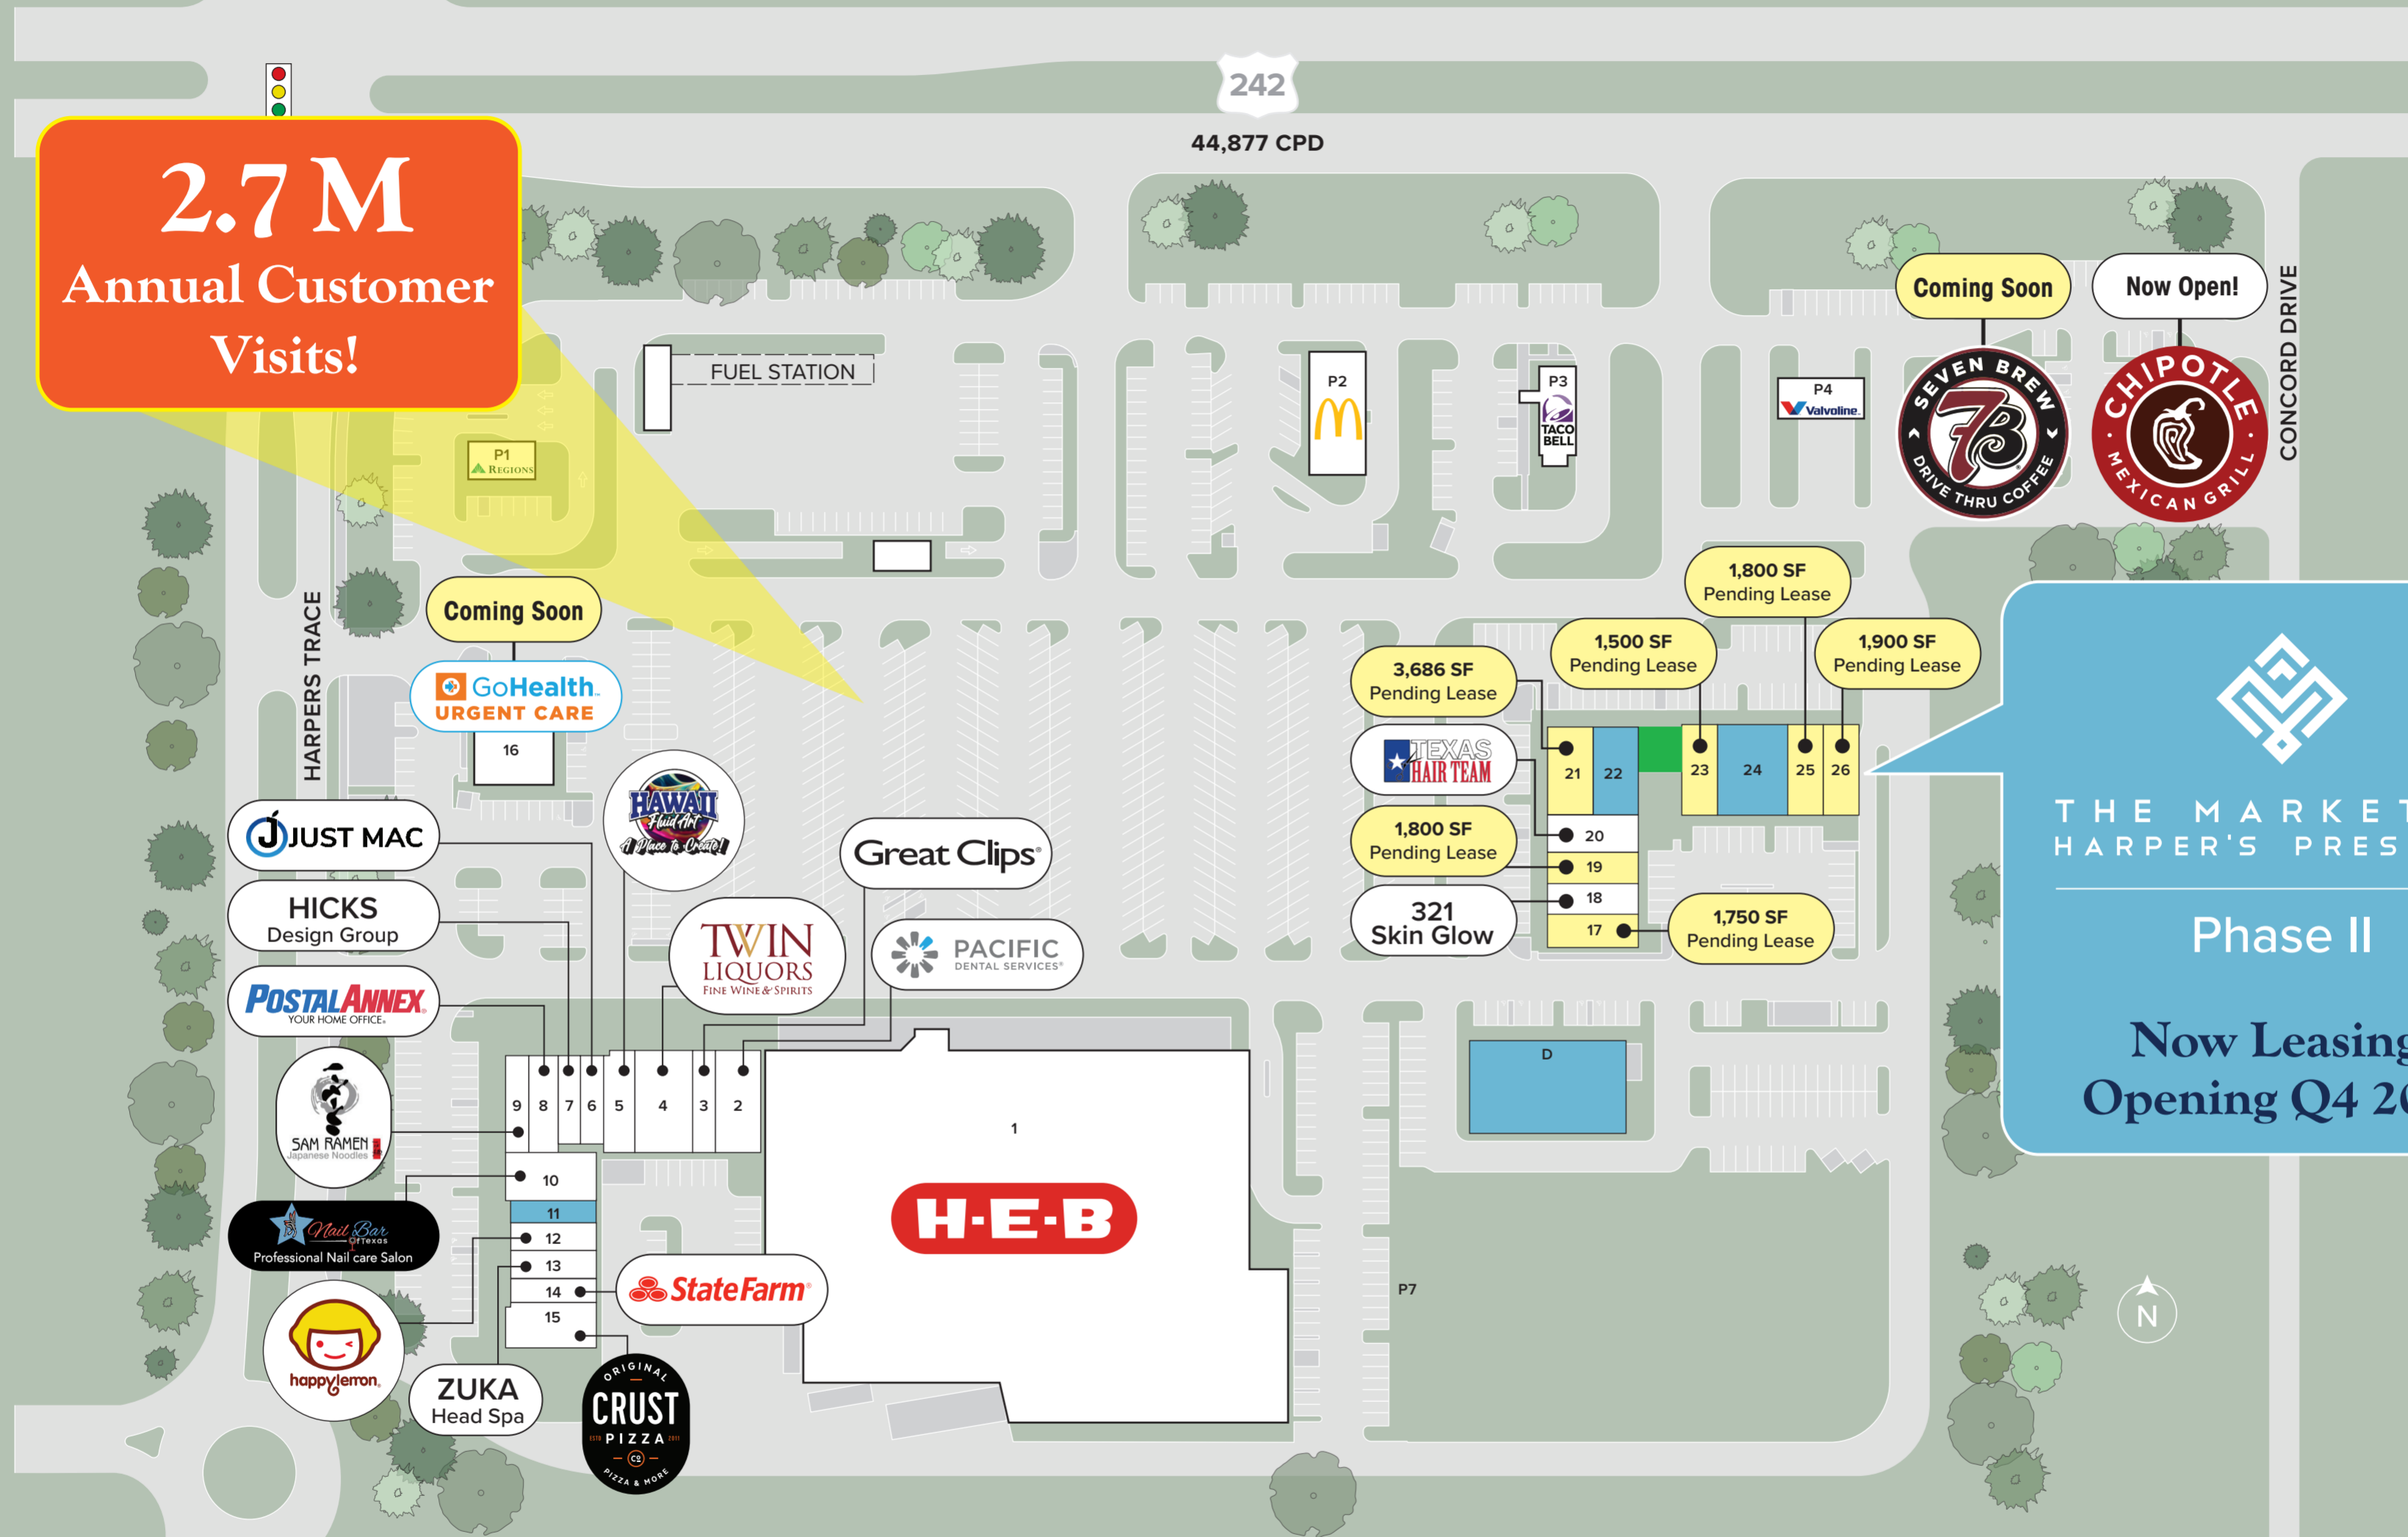 242
44,877 CPD
2.7 M
Annual Customer
Visits!
FUEL STATION
P1
REGIONS
P2
P3
TACO
BELL
P4
Valvoline
Coming Soon
Now Open!
SEVEN BREW
7B
DRIVE THRU COFFEE
CHIPOTLE
MEXICAN GRILL
CONCORD DRIVE
HARPERS TRACE
Coming Soon
GoHealth
URGENT CARE
16
1,800 SF
Pending Lease
1,500 SF
Pending Lease
1,900 SF
Pending Lease
3,686 SF
Pending Lease
TEXAS
HAIR TEAM
1,800 SF
Pending Lease
321
Skin Glow
1,750 SF
Pending Lease
21
22
23
24
25
26
20
19
18
17
THE MARKET
HARPER'S PRES
Phase II
Now Leasing
Opening Q4 20
JUST MAC
HICKS
Design Group
POSTALANNEX
YOUR HOME OFFICE
HAWAII
Fluid Art
A Place to Create!
Great Clips
TWIN
LIQUORS
FINE WINE & SPIRITS
PACIFIC
DENTAL SERVICES®
SAM RAMEN
Japanese Noodles
9
8
7
6
5
4
3
2
1
H-E-B
D
P7
10
11
12
13
14
15
Nail Bar
Of Texas
Professional Nail care Salon
State Farm
happylemon
ZUKA
Head Spa
ORIGINAL
CRUST
ESTD PIZZA 2011
CO
PIZZA & MORE
N